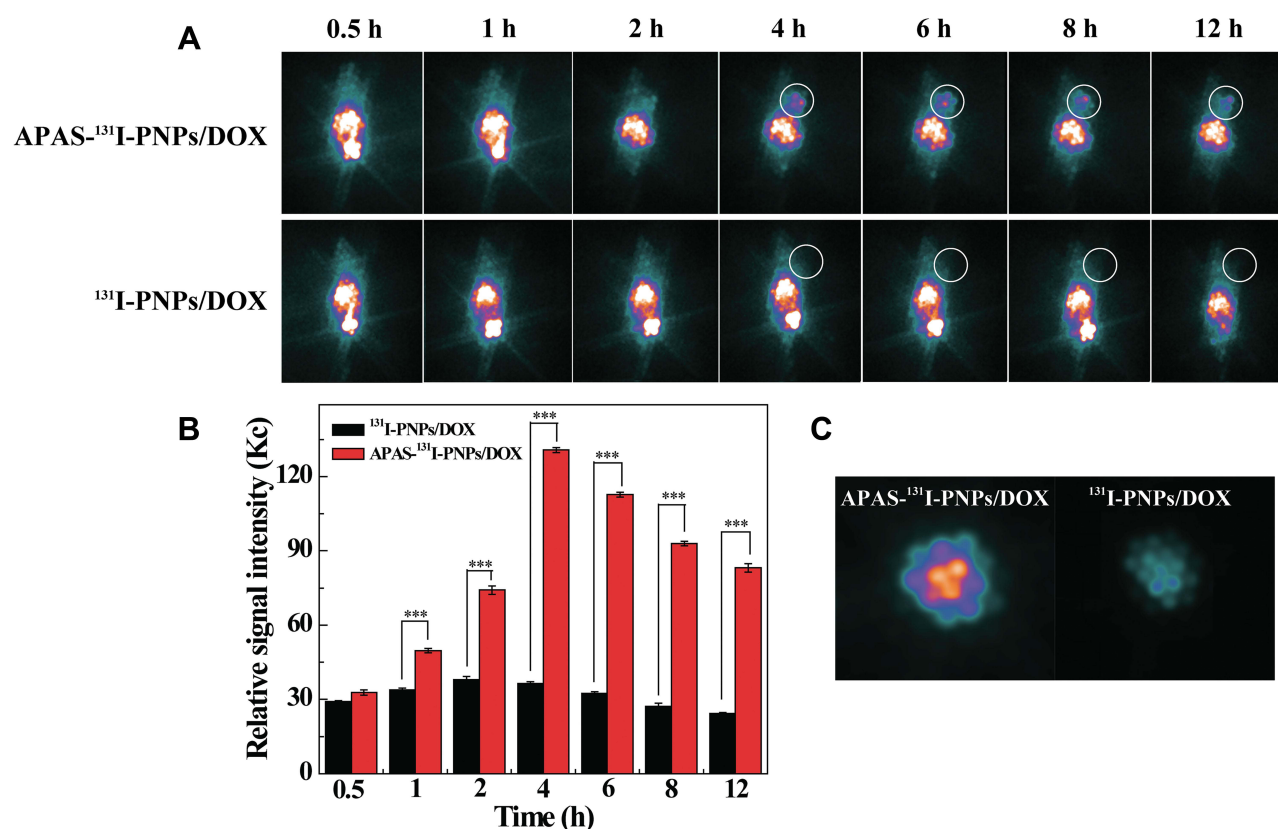 A
0.5 h 1 h 2 h 4 h 6 h 8 h 12 h
APAS-¹³¹I-PNPs/DOX
¹³¹I-PNPs/DOX
B
Relative signal intensity (Kc)
¹³¹I-PNPs/DOX
APAS-¹³¹I-PNPs/DOX
120
90
60
30
0
***
***
***
***
***
***
0.5 1 2 4 6 8 12
Time (h)
C
APAS-¹³¹I-PNPs/DOX ¹³¹I-PNPs/DOX